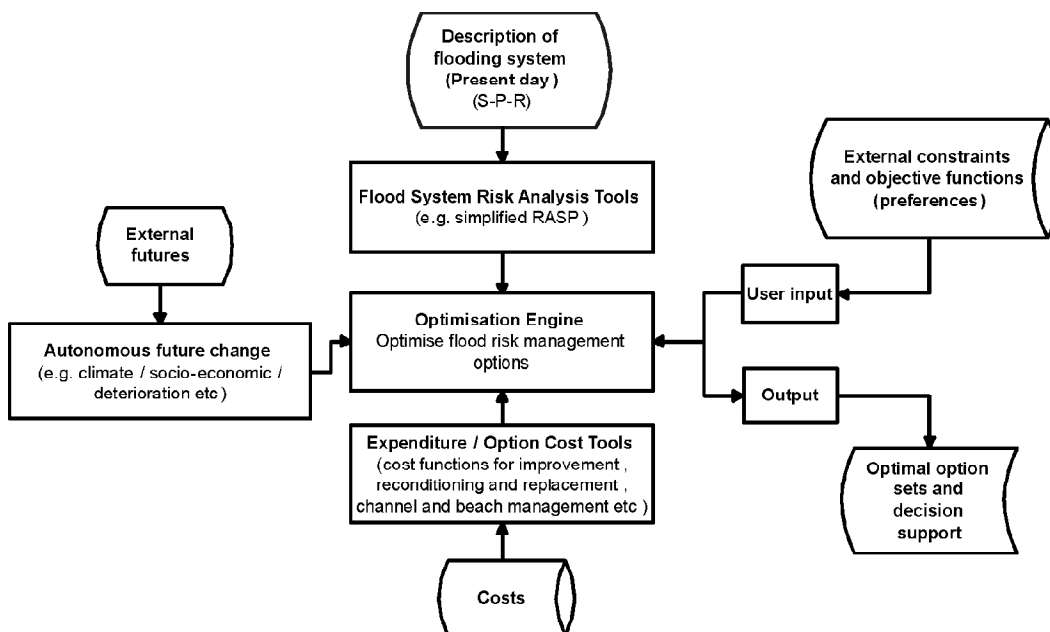 Description of
flooding system
(Present day )
(S-P-R)
Flood System Risk Analysis Tools
(e.g. simplified RASP )
External constraints
and objective functions
(preferences)
External
futures
User input
Optimisation Engine
Optimise flood risk management
options
Autonomous future change
(e.g. climate / socio-economic /
deterioration etc )
Output
Expenditure / Option Cost Tools
(cost functions for improvement ,
reconditioning and replacement ,
channel and beach management etc )
Optimal option
sets and
decision
support
Costs